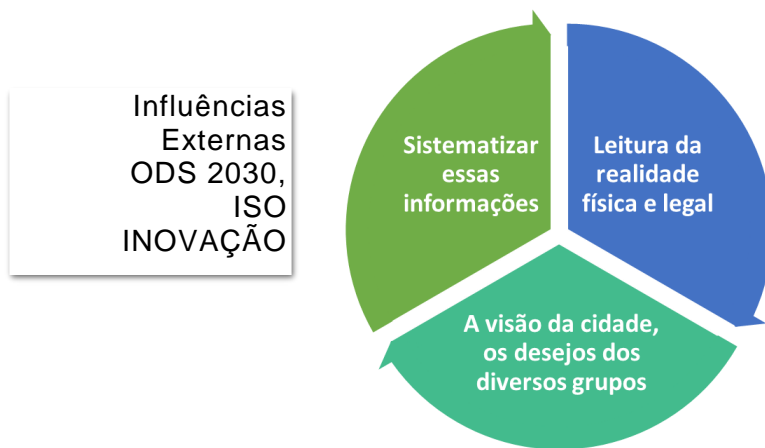 Influências
Externas
ODS 2030,
ISO
INOVAÇÃO
Sistematizar
essas
informações
Leitura da
realidade
física e legal
A visão da cidade,
os desejos dos
diversos grupos